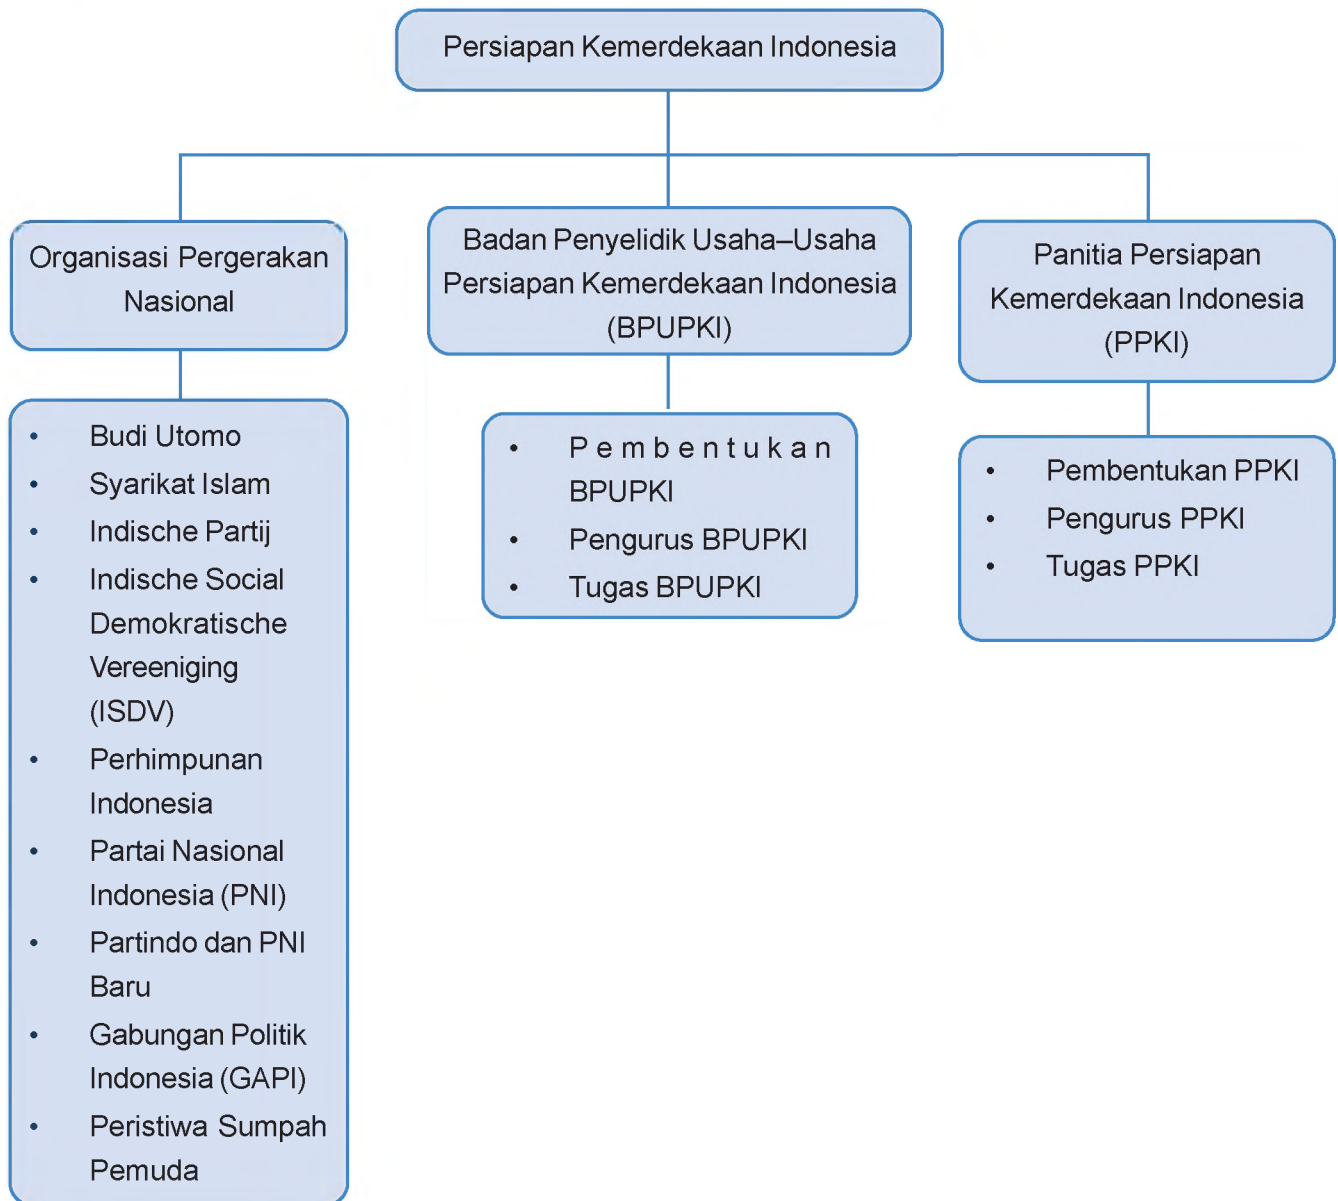 Persiapan Kemerdekaan Indonesia
Organisasi Pergerakan
Nasional
Badan Penyelidik Usaha–Usaha
Persiapan Kemerdekaan Indonesia
(BPUPKI)
Panitia Persiapan
Kemerdekaan Indonesia
(PPKI)
• Budi Utomo
• Syarikat Islam
• Indische Partij
• Indische Social
Demokratische
Vereeniging
(ISDV)
• Perhimpunan
Indonesia
• Partai Nasional
Indonesia (PNI)
• Partindo dan PNI
Baru
• Gabungan Politik
Indonesia (GAPI)
• Peristiwa Sumpah
Pemuda
• Pembentukan
BPUPKI
• Pengurus BPUPKI
• Tugas BPUPKI
• Pembentukan PPKI
• Pengurus PPKI
• Tugas PPKI